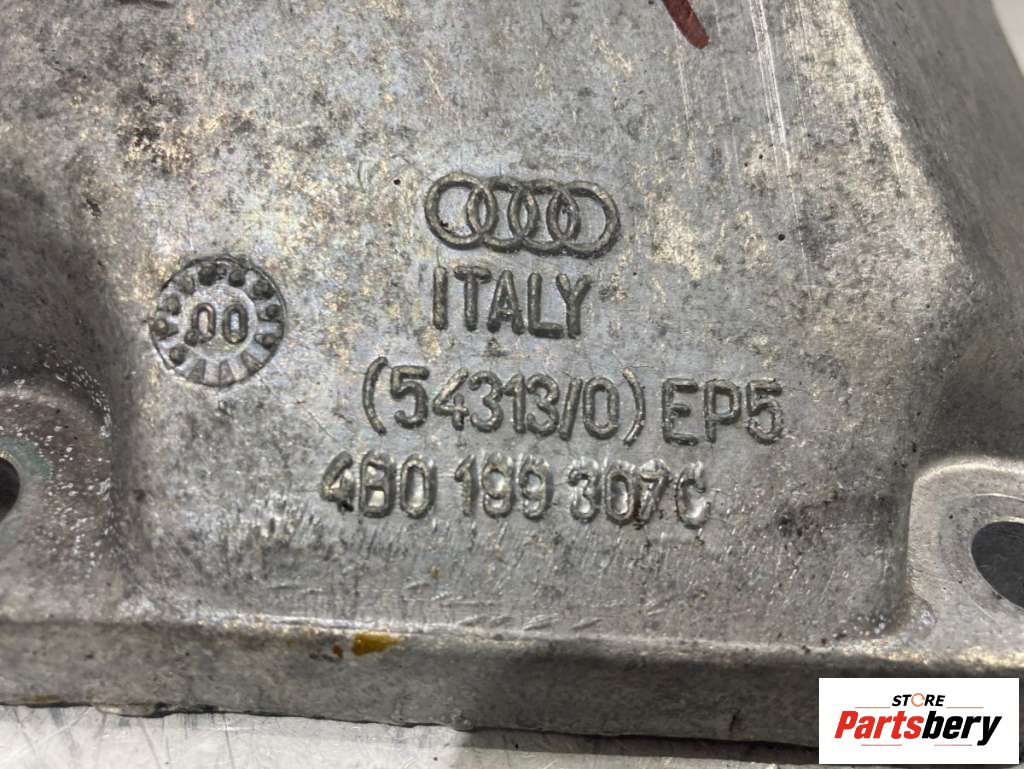 ITALY
00
(54313/0) EP5
4B0 199 307C
STORE
Partsbery